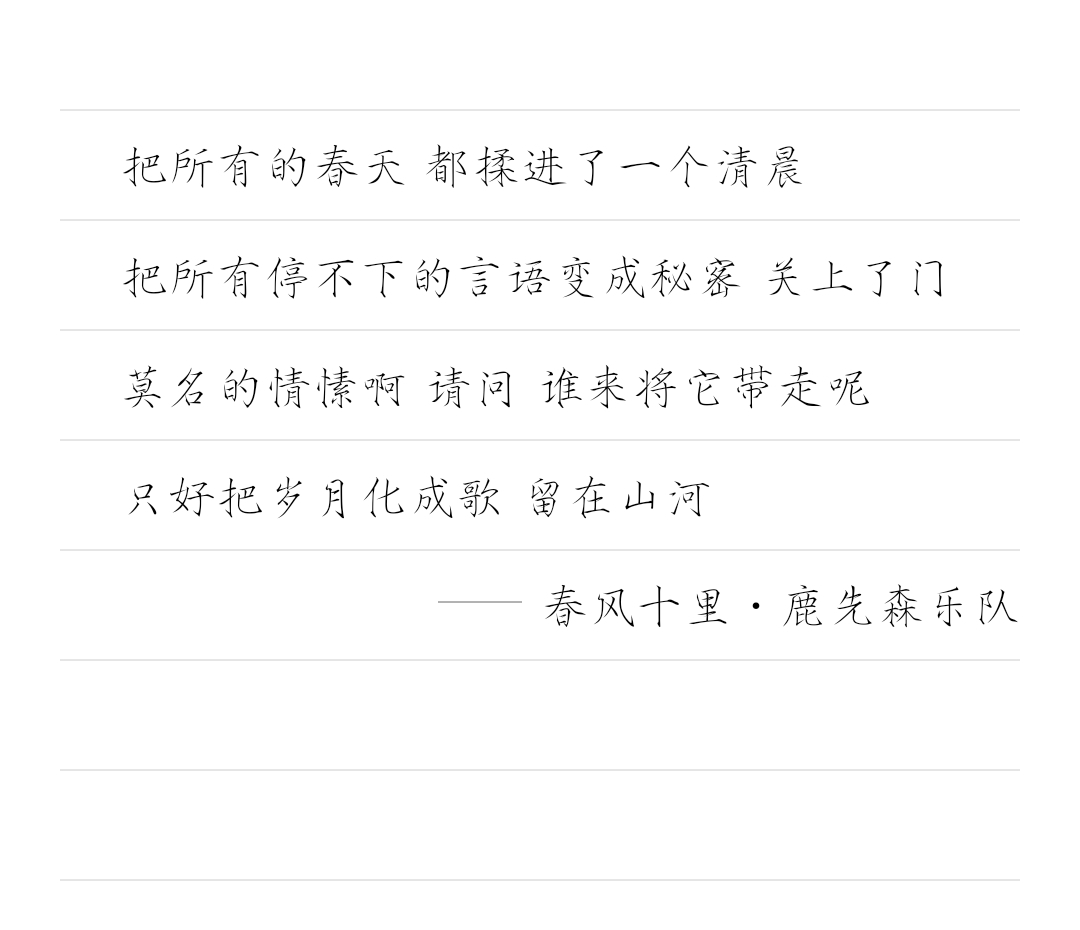 把所有的春天 都揉进了一个清晨
把所有停不下的言语变成秘密 关上了门
莫名的情愫啊 请问 谁来将它带走呢
只好把岁月化成歌 留在山河
——春风十里·鹿先森乐队